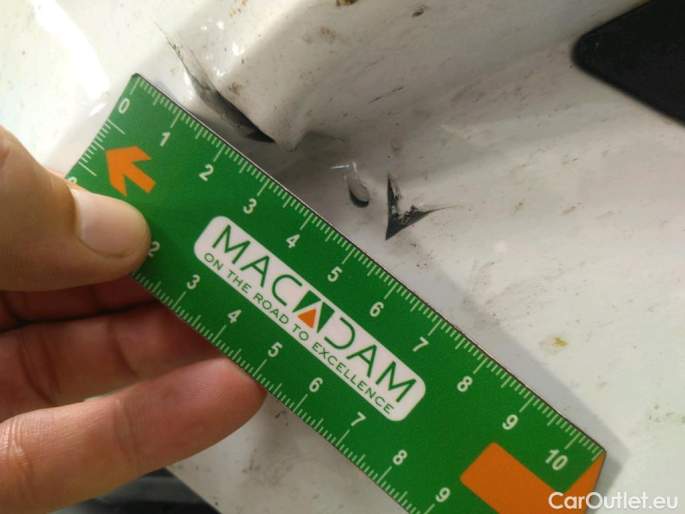 0 1 2 3 4 5 6 7 8 9 10
MACADAM
ON THE ROAD TO EXCELLENCE
2 3 4 5 6 7 8 9
CarOutlet.eu